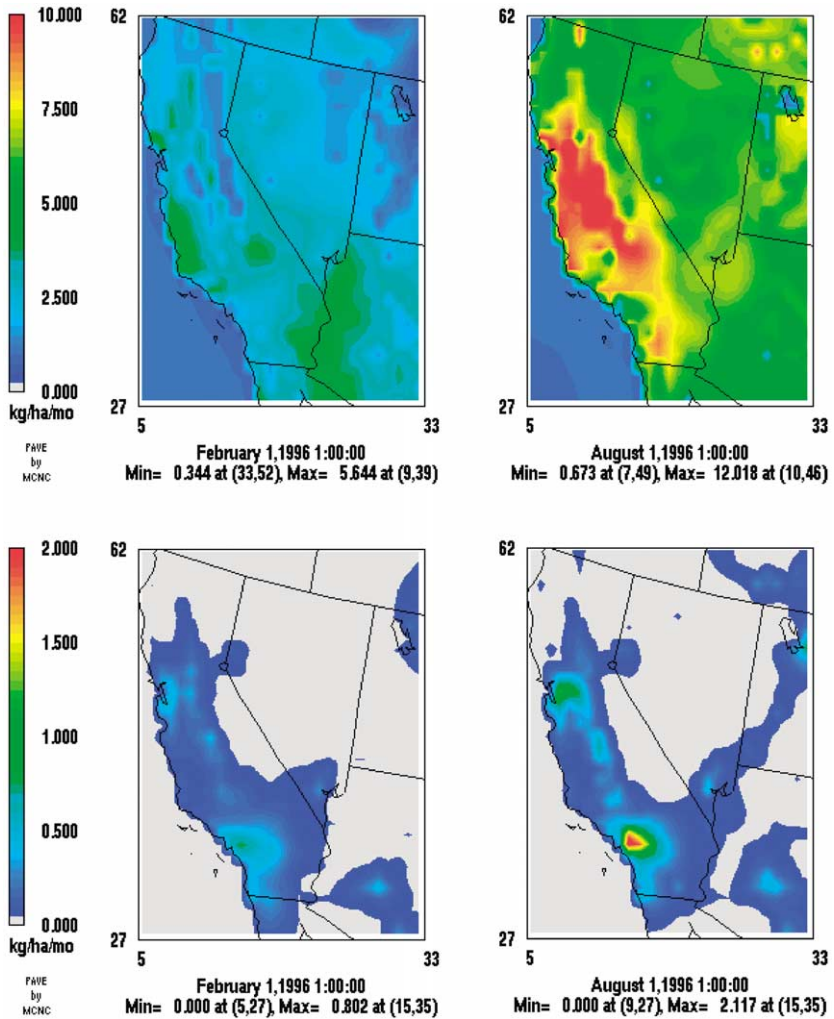 10.000
7.500
5.000
2.500
0.000
kg/ha/mo
PAVE
by
MCNC
62
27
5
33
February 1,1996 1:00:00
Min= 0.344 at (33,52), Max= 5.644 at (9,39)
62
27
5
33
August 1,1996 1:00:00
Min= 0.673 at (7,49), Max= 12.018 at (10,46)
2.000
1.500
1.000
0.500
0.000
kg/ha/mo
PAVE
by
MCNC
62
27
5
33
February 1,1996 1:00:00
Min= 0.000 at (5,27), Max= 0.802 at (15,35)
62
27
5
33
August 1,1996 1:00:00
Min= 0.000 at (9,27), Max= 2.117 at (15,35)